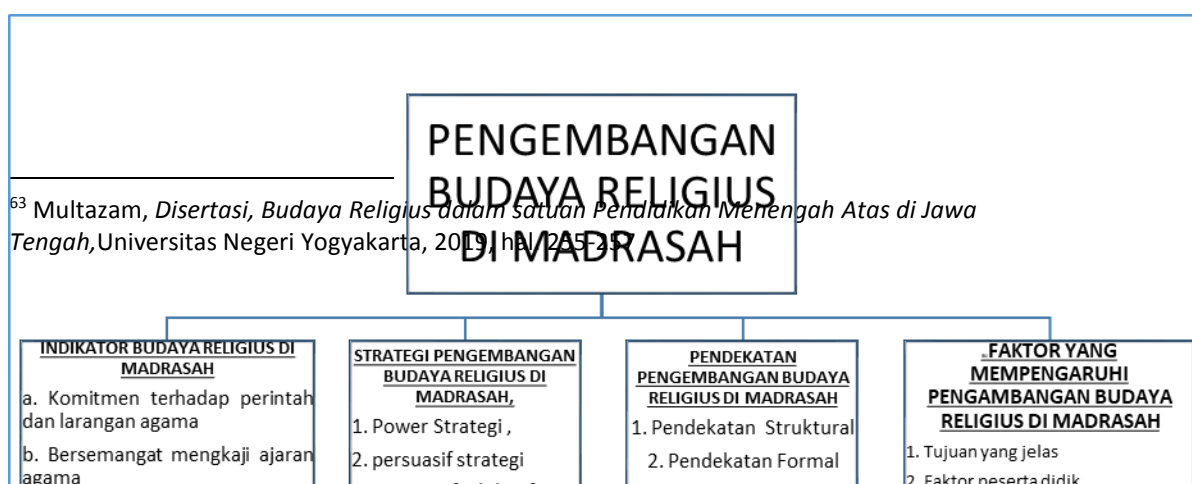 PENGEMBANGAN
BUDAYA RELIGIUS
DI MADRASAH
63 Multazam, Disertasi, Budaya Religius dalam satuan Pendidikan Menengah Atas di Jawa
Tengah,Universitas Negeri Yogyakarta, 2019, hal. 255-257
INDIKATOR BUDAYA RELIGIUS DI
MADRASAH
a. Komitmen terhadap perintah
dan larangan agama
b. Bersemangat mengkaji ajaran
agama
STRATEGI PENGEMBANGAN
BUDAYA RELIGIUS DI
MADRASAH,
1. Power Strategi ,
2. persuasif strategi
PENDEKATAN
PENGEMBANGAN BUDAYA
RELIGIUS DI MADRASAH
1. Pendekatan Struktural
2. Pendekatan Formal
FAKTOR YANG
MEMPENGARUHI
PENGAMBANGAN BUDAYA
RELIGIUS DI MADRASAH
1. Tujuan yang jelas
2. Faktor peserta didik